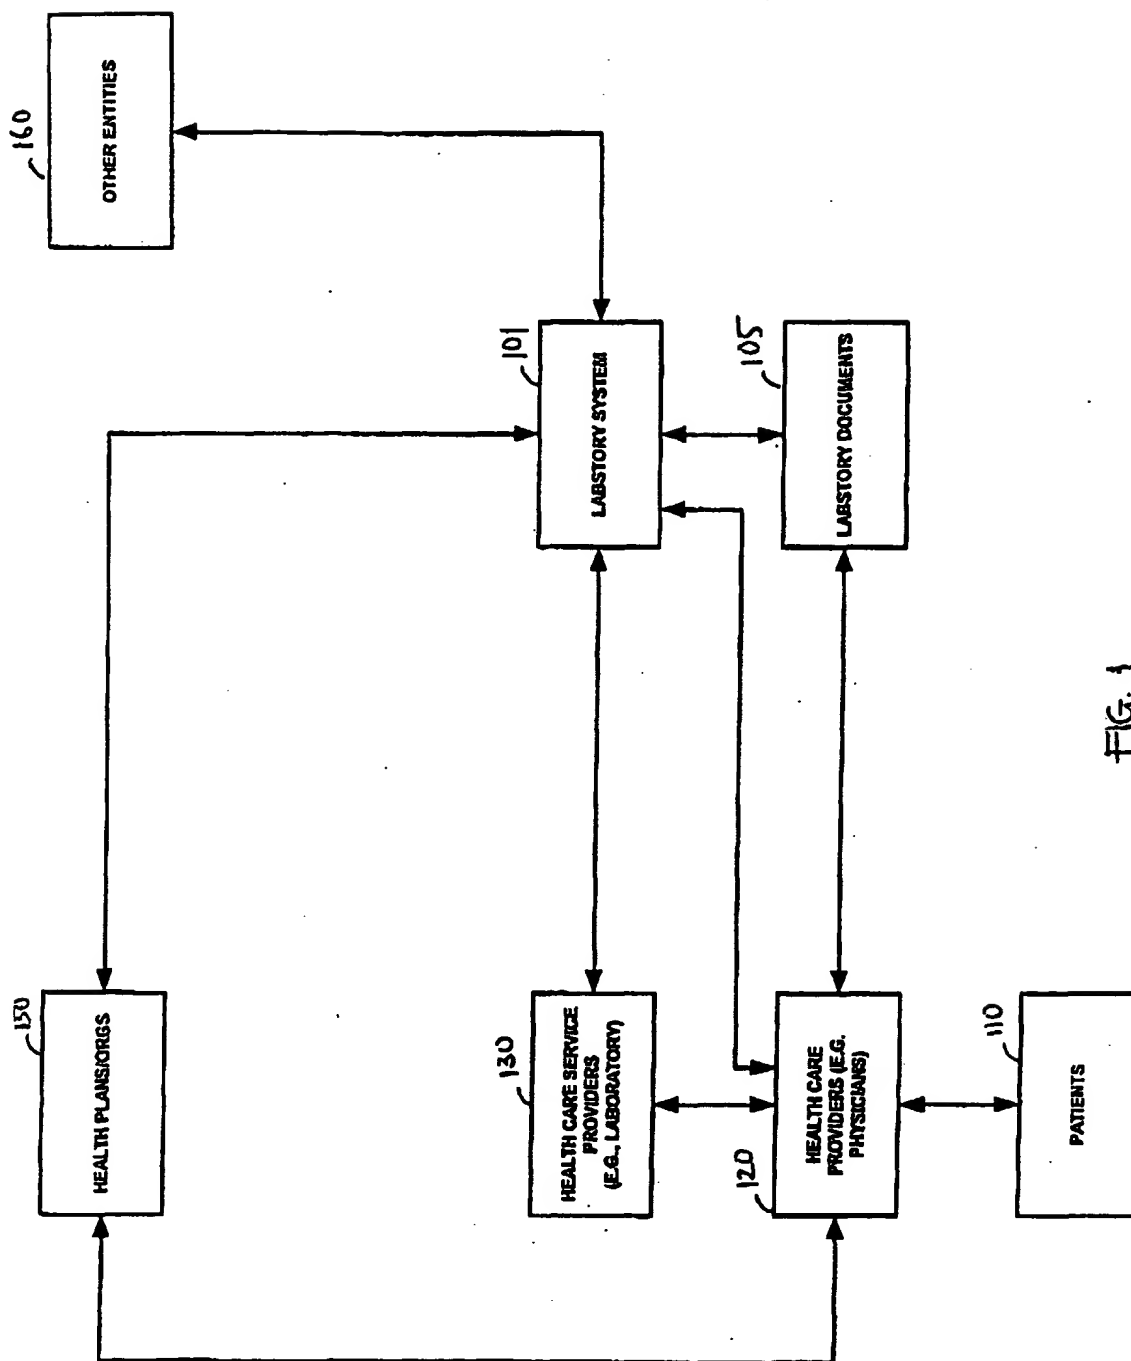 150
HEALTH PLANS/ORGS
160
OTHER ENTITIES
130
HEALTH CARE SERVICE
PROVIDERS
(E.G., LABORATORY)
101
LABSTORY SYSTEM
120
HEALTH CARE
PROVIDERS (E.G.
PHYSICIANS)
105
LABSTORY DOCUMENTS
110
PATIENTS
FIG. 1